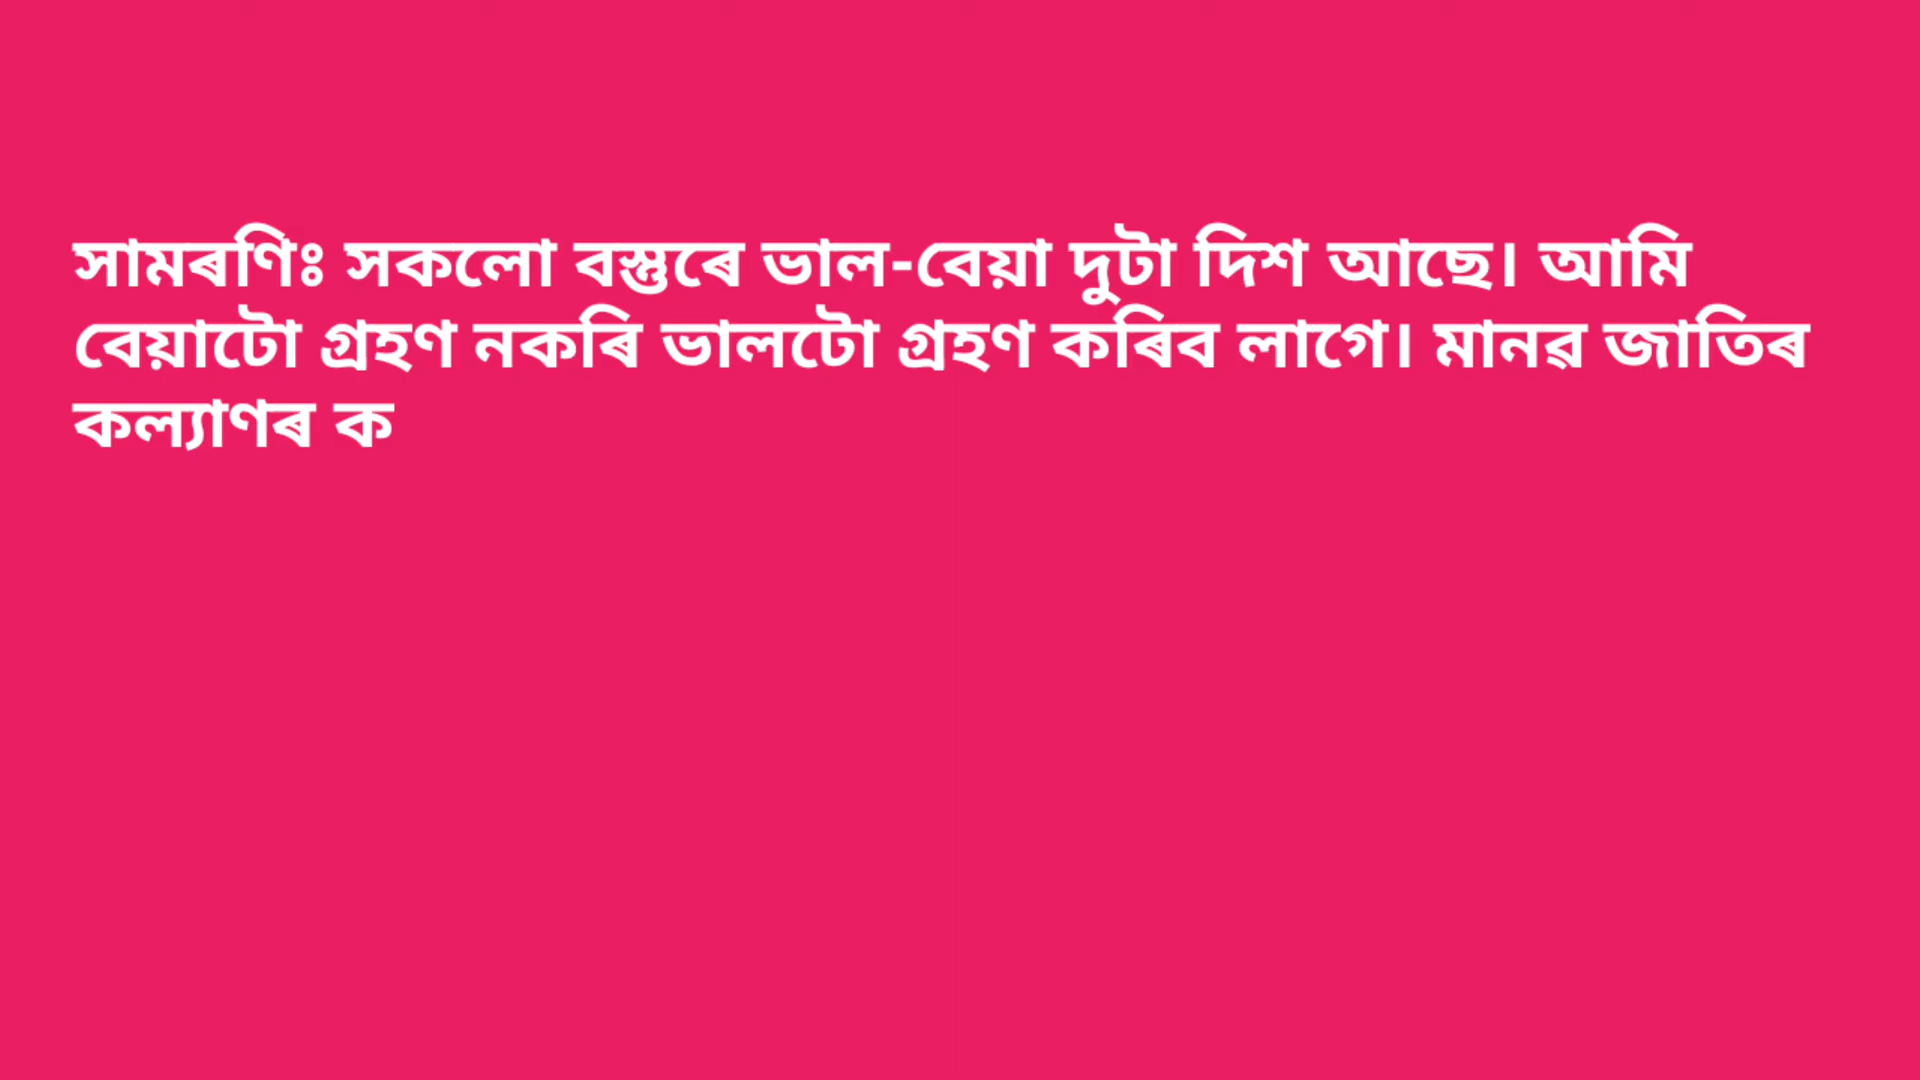 সামৰণিঃ সকলো বস্তুৰে ভাল-বেয়া দুটা দিশ আছে। আমি
বেয়াটো গ্ৰহণ নকৰি ভালটো গ্ৰহণ কৰিব লাগে। মানৱ জাতিৰ
কল্যাণৰ ক